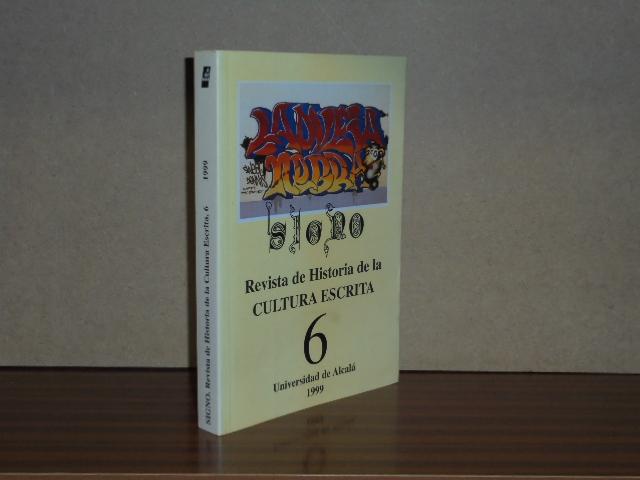 signo
Revista de Historia de la
CULTURA ESCRITA
6
Universidad de Alcalá
1999
SIGNO. Revista de Historia de la Cultura Escrita. 6 1999